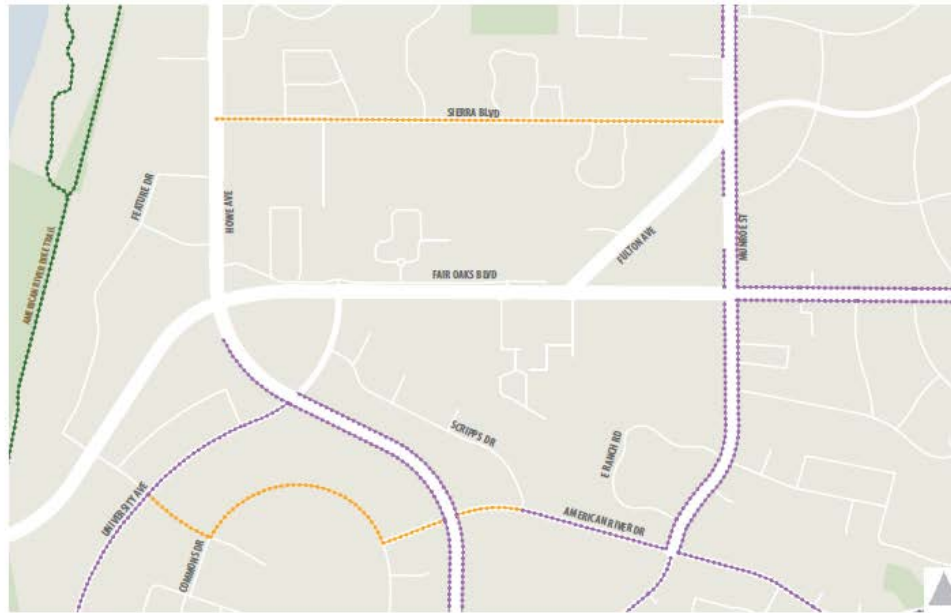 SIERRA BLVD
FEATURE DR
HOWE AVE
AMERICAN RIVER BIKE TRAIL
MUNROE ST
FULTON AVE
FAIR OAKS BLVD
SCRIPPS DR
E RANCH RD
UNIVERSITY AVE
AMERICAN RIVER DR
COMMONS DR